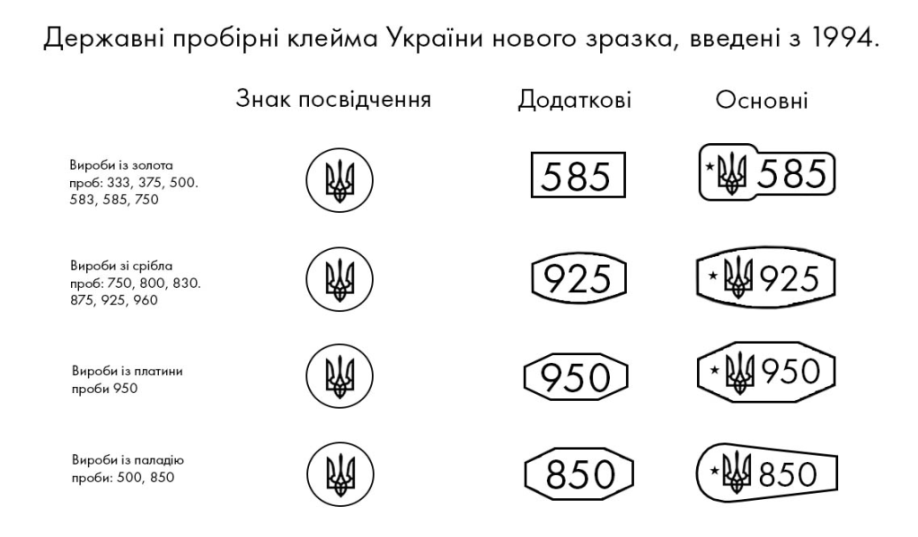 Державні пробірні клейма України нового зразка, введені з 1994.
Знак посвідчення Додаткові Основні
Вироби із золота
проб: 333, 375, 500.
583, 585, 750
585
*585
Вироби зі срібла
проб: 750, 800, 830.
875, 925, 960
925
*925
Вироби із платини
проби 950
950
*950
Вироби із паладію
проби: 500, 850
850
*850